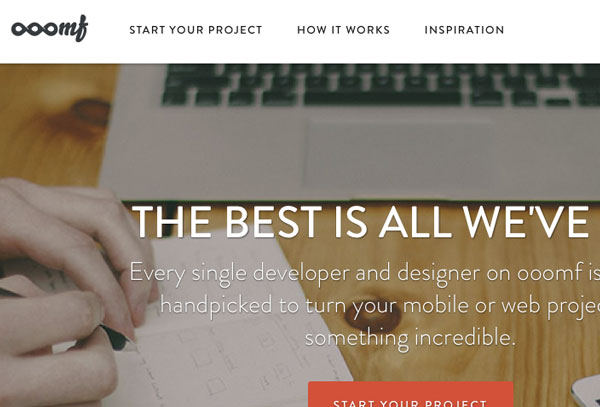 ooomf
START YOUR PROJECT HOW IT WORKS INSPIRATION
THE BEST IS ALL WE'VE
Every single developer and designer on ooomf is
handpicked to turn your mobile or web projec
something incredible.
START YOUR PROJECT